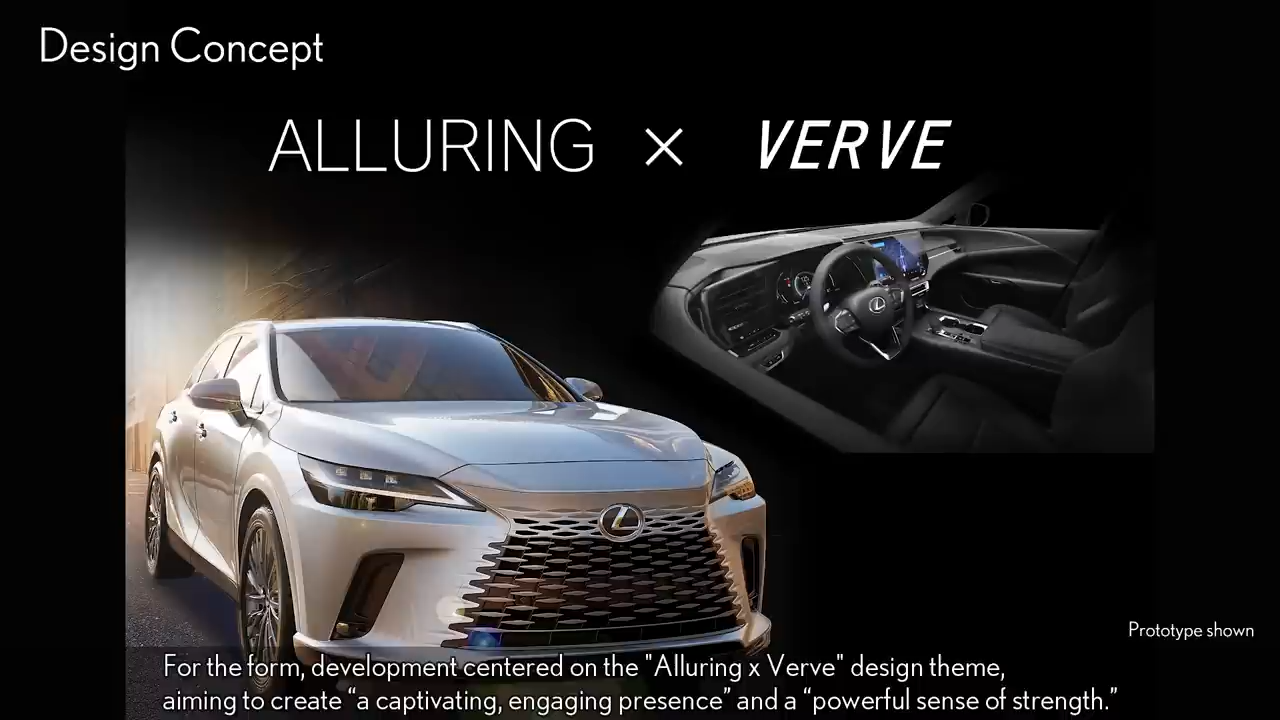 Design Concept
ALLURING × VERVE
Prototype shown
For the form, development centered on the "Alluring x Verve" design theme,
aiming to create “a captivating, engaging presence” and a “powerful sense of strength.”